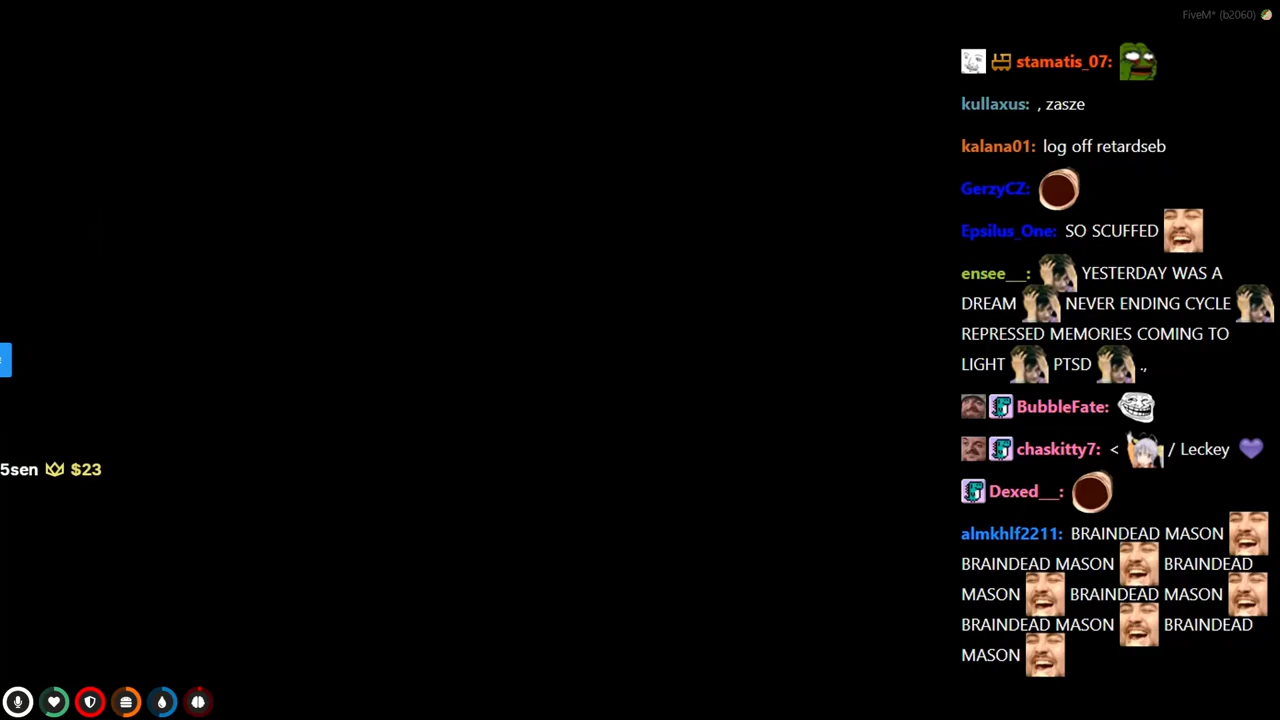 FiveM* (b2060)
stamatis_07:
kullaxus: , zasze
kalana01: log off retardseb
GerzyCZ:
Epsilus_One: SO SCUFFED
ensee___: YESTERDAY WAS A
DREAM NEVER ENDING CYCLE
REPRESSED MEMORIES COMING TO
LIGHT PTSD .,
BubbleFate:
chaskitty7: < / Leckey
Dexed___:
almkhlf2211: BRAINDEAD MASON
BRAINDEAD MASON BRAINDEAD
MASON BRAINDEAD MASON
BRAINDEAD MASON BRAINDEAD
MASON
5sen $23